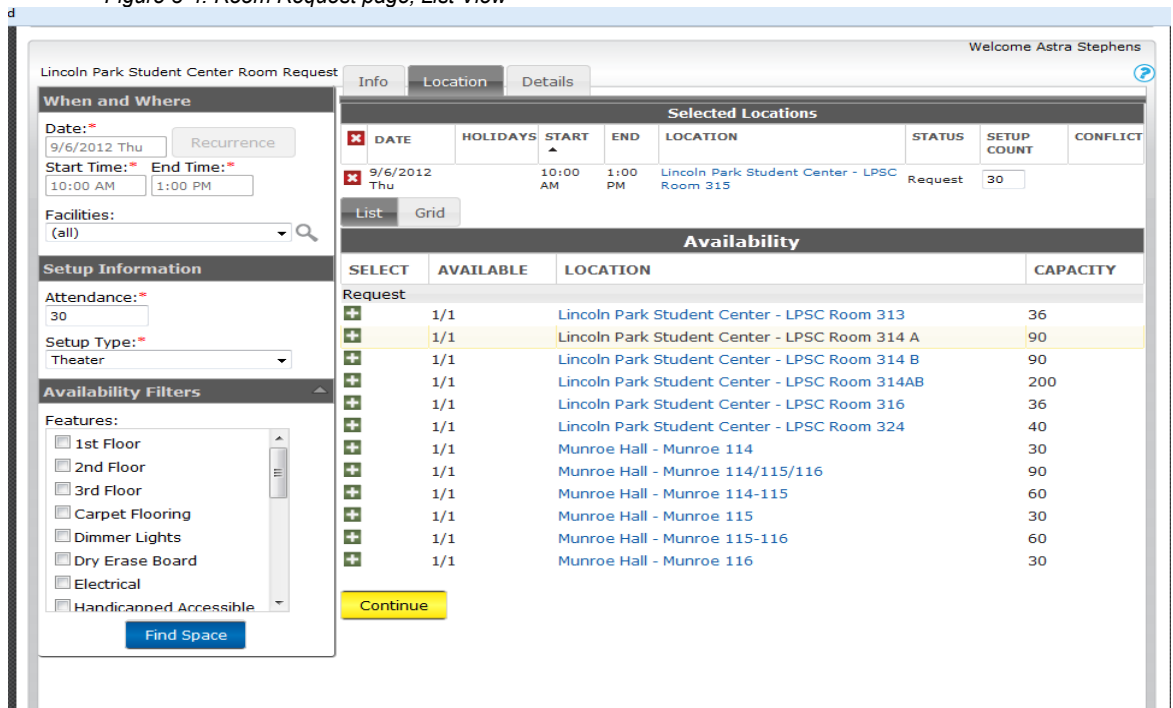 Figure 3-4. Room Request page, List View
d
Welcome Astra Stephens
Lincoln Park Student Center Room Request
Info Location Details
?
When and Where
Date:*
9/6/2012 Thu Recurrence
Start Time:* End Time:*
10:00 AM 1:00 PM
Facilities:
(all)
Setup Information
Attendance:*
30
Setup Type:*
Theater
Availability Filters
Features:
1st Floor
2nd Floor
3rd Floor
Carpet Flooring
Dimmer Lights
Dry Erase Board
Electrical
Handicapped Accessible
Find Space
Selected Locations
DATE HOLIDAYS START END LOCATION STATUS SETUP COUNT CONFLICT
9/6/2012 Thu 10:00 AM 1:00 PM Lincoln Park Student Center - LPSC Room 315 Request 30
List Grid
Availability
SELECT AVAILABLE LOCATION CAPACITY
Request
1/1 Lincoln Park Student Center - LPSC Room 313 36
1/1 Lincoln Park Student Center - LPSC Room 314 A 90
1/1 Lincoln Park Student Center - LPSC Room 314 B 90
1/1 Lincoln Park Student Center - LPSC Room 314AB 200
1/1 Lincoln Park Student Center - LPSC Room 316 36
1/1 Lincoln Park Student Center - LPSC Room 324 40
1/1 Munroe Hall - Munroe 114 30
1/1 Munroe Hall - Munroe 114/115/116 90
1/1 Munroe Hall - Munroe 114-115 60
1/1 Munroe Hall - Munroe 115 30
1/1 Munroe Hall - Munroe 115-116 60
1/1 Munroe Hall - Munroe 116 30
Continue